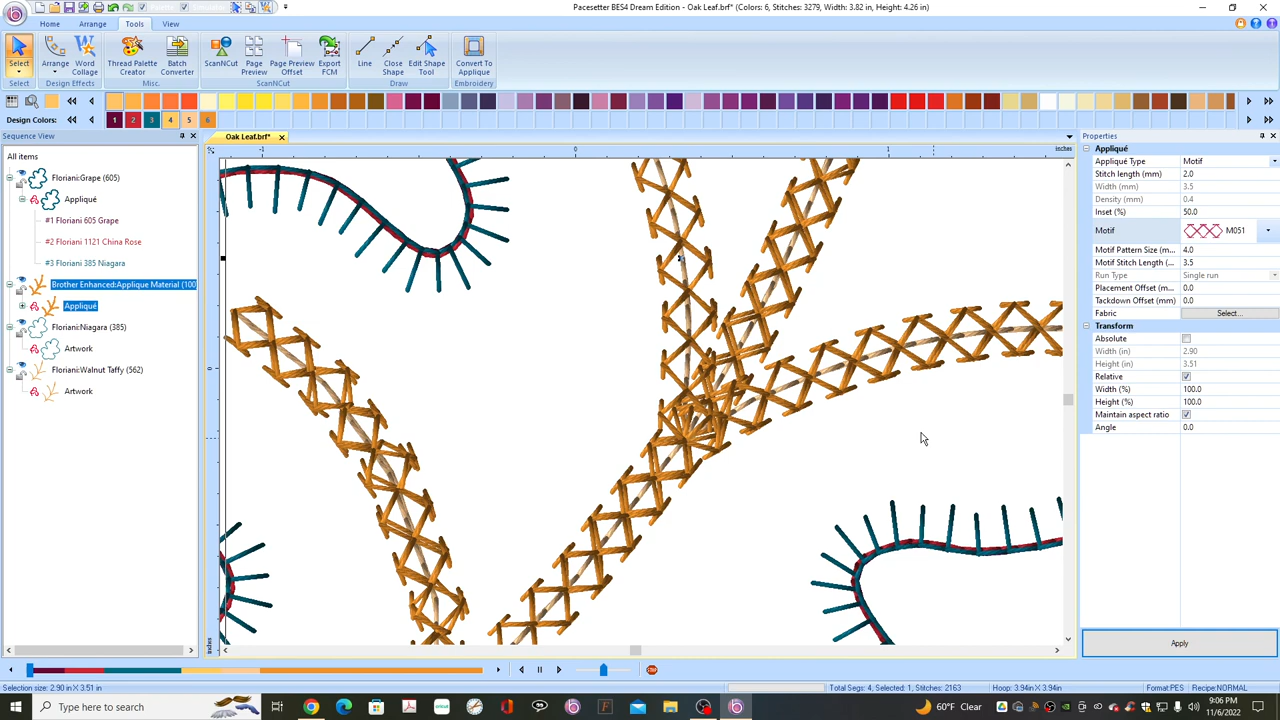 Pacesetter BES4 Dream Edition - Oak Leaf.brf* (Colors: 6, Stitches: 3279, Width: 3.82 in, Height: 4.26 in)
Home Arrange Tools View
Select Arrange Word Collage Thread Palette Creator Batch Converter ScanNCut Page Preview Page Preview Offset Export FCM Line Close Shape Edit Shape Tool Convert To Applique
Select Design Effects Misc. ScanNCut Draw Embroidery
Design Colors: 1 2 3 4 5 6
Sequence View
Oak Leaf.brf*
Properties
-1 0 1 inches
All items
Floriani:Grape (605)
Appliqué
#1 Floriani 605 Grape
#2 Floriani 1121 China Rose
#3 Floriani 385 Niagara
Brother Enhanced:Applique Material (100
Appliqué
Floriani:Niagara (385)
Artwork
Floriani:Walnut Taffy (562)
Artwork
0
inches
Appliqué
Appliqué Type Motif
Stitch length (mm) 2.0
Width (mm) 3.5
Density (mm) 0.4
Inset (%) 50.0
Motif M051
Motif Pattern Size (m... 4.0
Motif Stitch Length (... 3.5
Run Type Single run
Placement Offset (m... 0.0
Tackdown Offset (m... 0.0
Fabric Select...
Transform
Absolute
Width (in) 2.90
Height (in) 3.51
Relative
Width (%) 100.0
Height (%) 100.0
Maintain aspect ratio
Angle 0.0
Apply
STOP
Selection size: 2.90 in X 3.51 in Total Segs: 4, Selected: 1, Stitches: 2163 Hoop: 3.94in X 3.94in Format:PES Recipe:NORMAL
Type here to search
60°F Clear
9:06 PM
11/6/2022